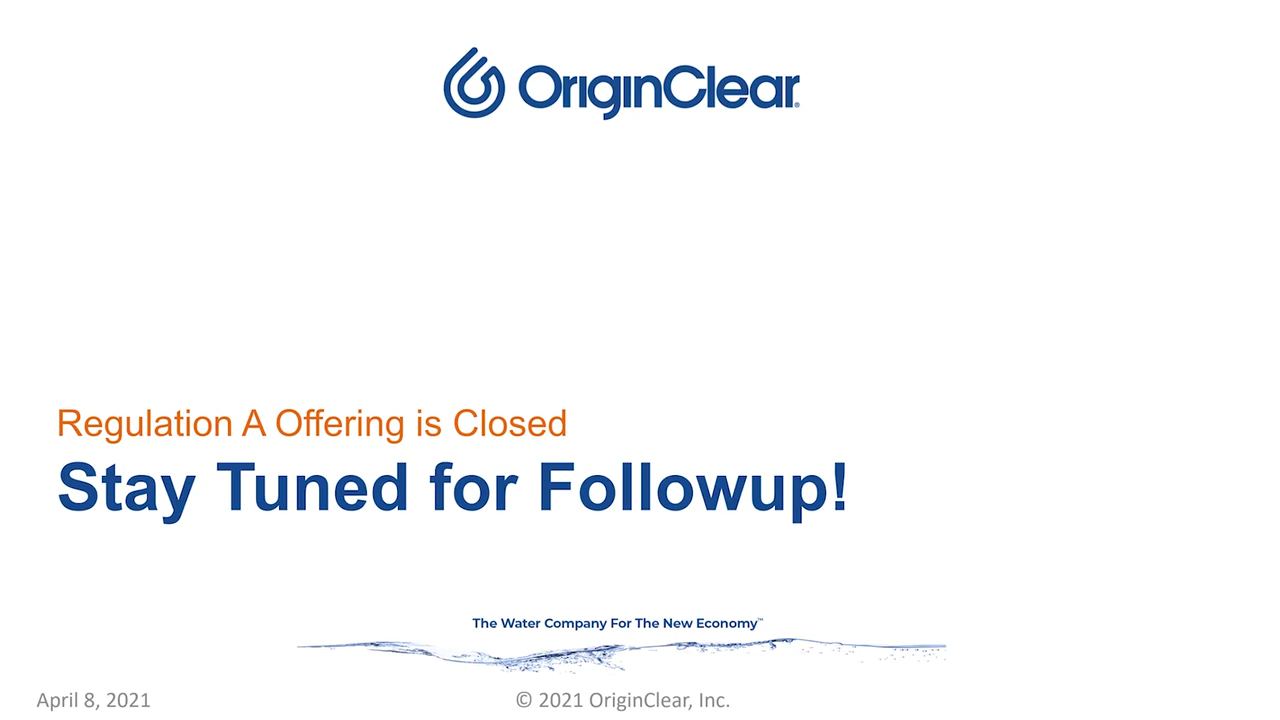 OriginClear®
Regulation A Offering is Closed
Stay Tuned for Followup!
The Water Company For The New Economy™
April 8, 2021
© 2021 OriginClear, Inc.